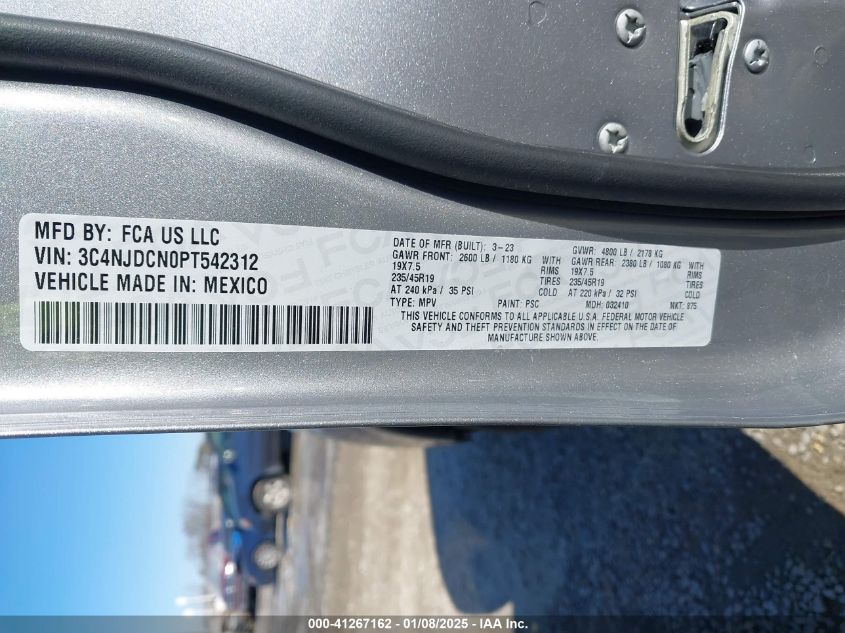 MFD BY: FCA US LLC
VIN: 3C4NJDCN0PT542312
VEHICLE MADE IN: MEXICO
DATE OF MFR (BUILT): 3-23 GVWR: 4800 LB / 2178 KG
GAWR FRONT: 2600 LB / 1180 KG WITH GAWR REAR: 2380 LB / 1080 KG WITH
19X7.5 RIMS 19X7.5 RIMS
235/45R19 TIRES 235/45R19 TIRES
AT 240 kPa / 35 PSI COLD AT 220 kPa / 32 PSI COLD
TYPE: MPV PAINT: PSC MDH: 032410 MKT: 875
THIS VEHICLE CONFORMS TO ALL APPLICABLE U.S.A. FEDERAL MOTOR VEHICLE
SAFETY AND THEFT PREVENTION STANDARDS IN EFFECT ON THE DATE OF
MANUFACTURE SHOWN ABOVE.
000-41267162 - 01/08/2025 - IAA Inc.